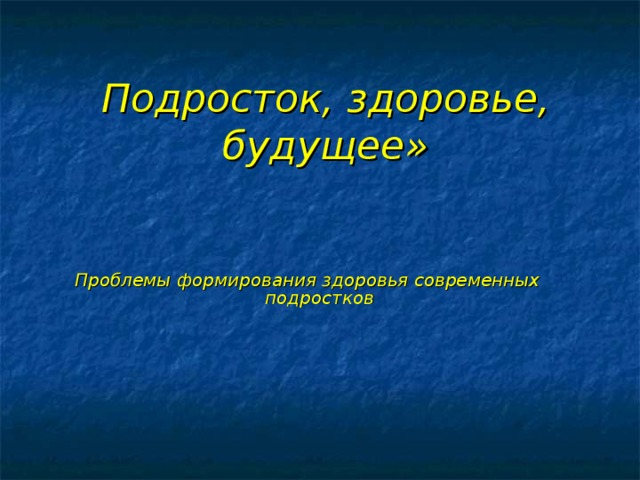 Подросток, здоровье,
будущее»
Проблемы формирования здоровья современных
подростков